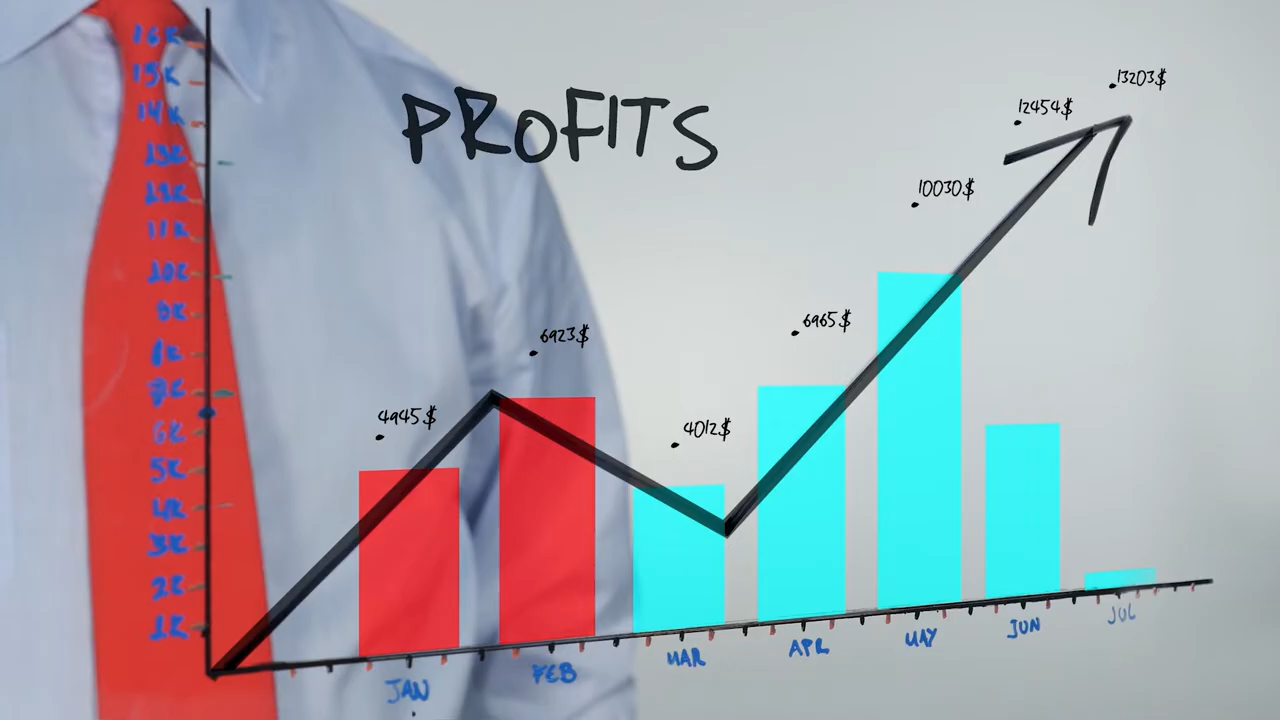 PROFITS
16K
15K
14K
13K
12K
11K
10K
9K
8K
7K
6K
5K
4K
3K
2K
1K
4945$
6923$
4012$
6965$
10030$
12454$
13203$
JAN
FEB
MAR
APR
MAY
JUN
JUL